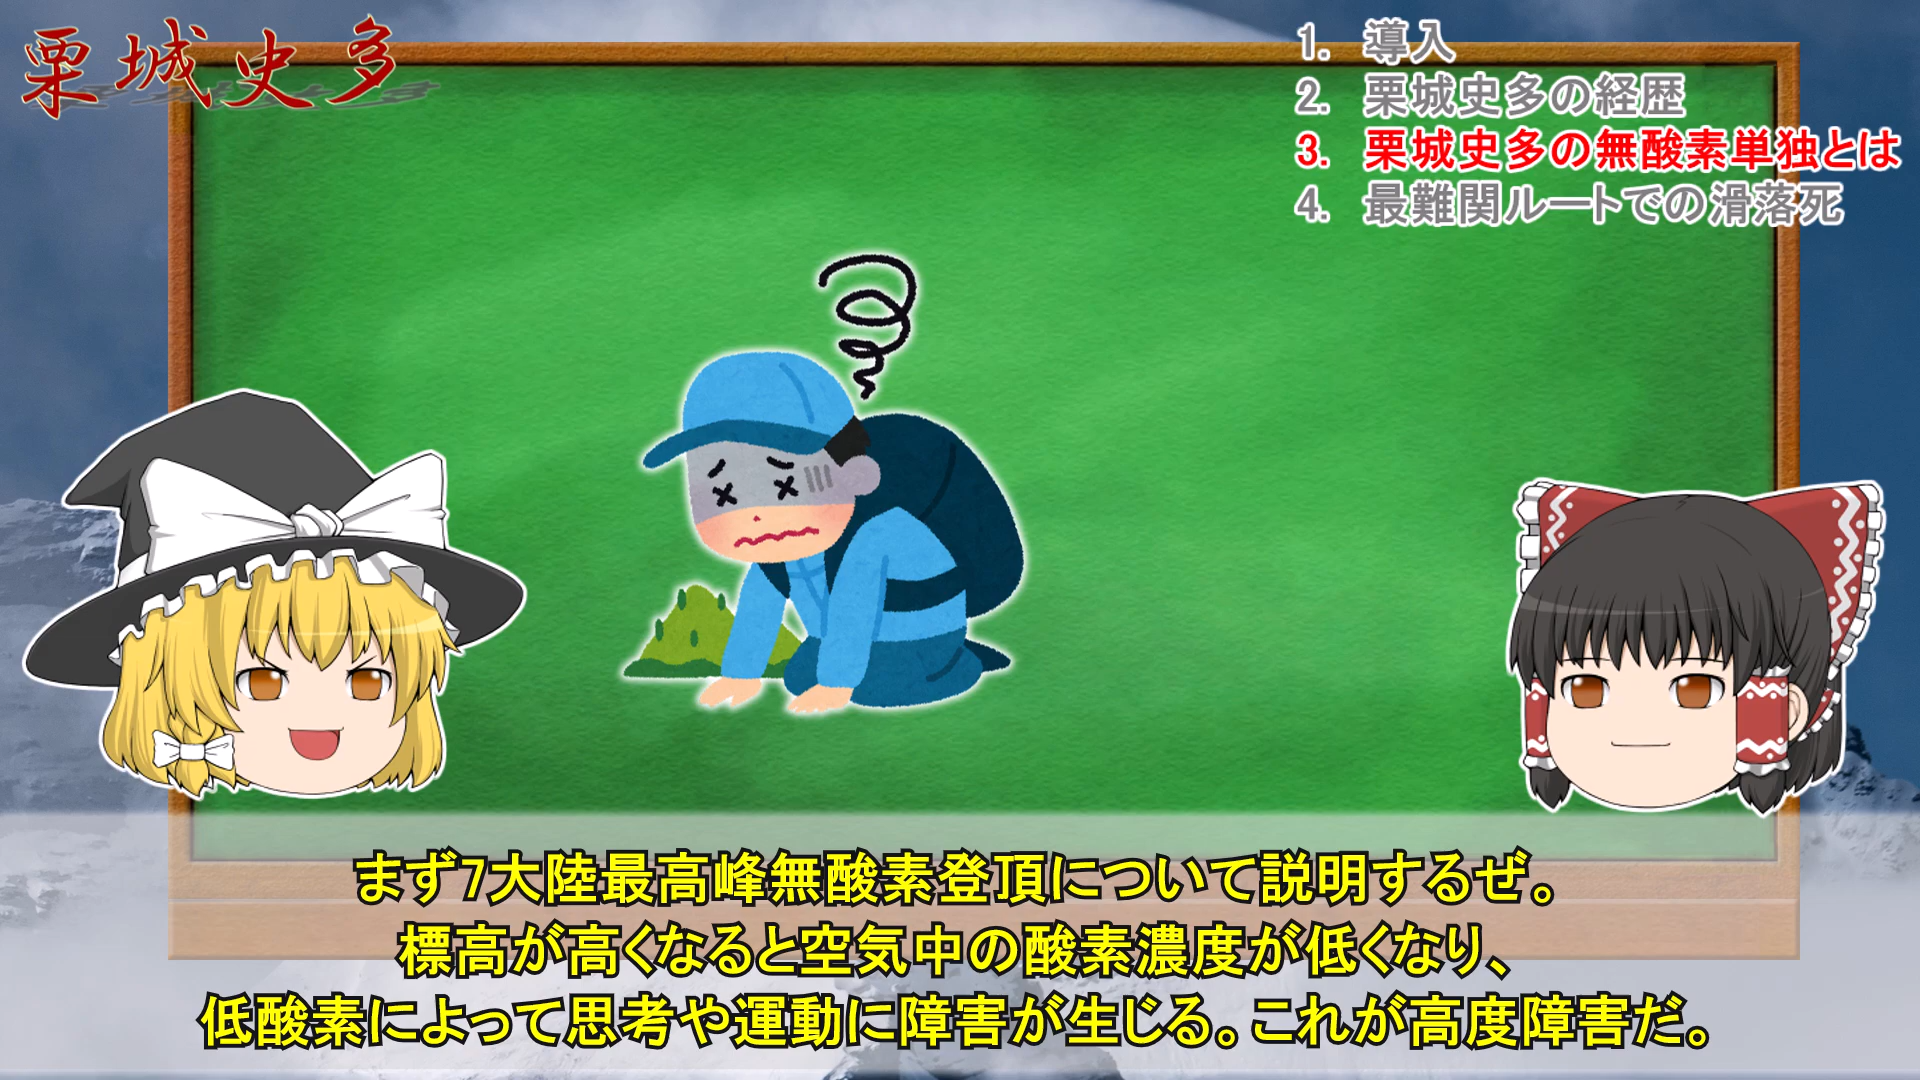 栗城史多
1. 導入
2. 栗城史多の経歴
3. 栗城史多の無酸素単独とは
4. 最難関ルートでの滑落死
まず7大陸最高峰無酸素登頂について説明するぜ。
標高が高くなると空気中の酸素濃度が低くなり、
低酸素によって思考や運動に障害が生じる。これが高度障害だ。